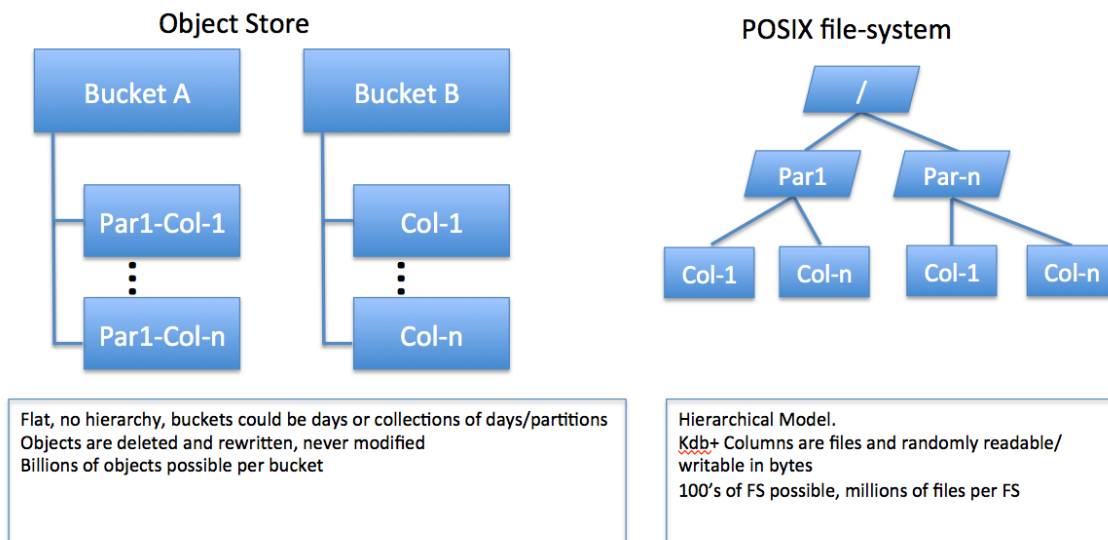 Object Store
Bucket A
Par1-Col-1
Par1-Col-n
Bucket B
Col-1
Col-n
Flat, no hierarchy, buckets could be days or collections of days/partitions
Objects are deleted and rewritten, never modified
Billions of objects possible per bucket
POSIX file-system
/
Par1
Par-n
Col-1
Col-n
Col-1
Col-n
Hierarchical Model.
Kdb+ Columns are files and randomly readable/
writable in bytes
100's of FS possible, millions of files per FS